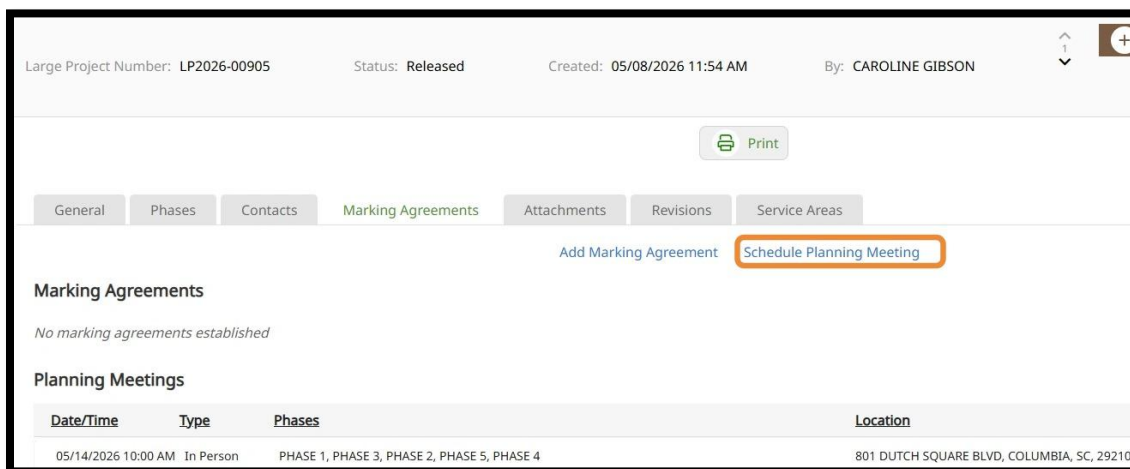 Large Project Number: LP2026-00905 Status: Released Created: 05/08/2026 11:54 AM By: CAROLINE GIBSON 1
Print
General Phases Contacts Marking Agreements Attachments Revisions Service Areas
Add Marking Agreement Schedule Planning Meeting
Marking Agreements
No marking agreements established
Planning Meetings
Date/Time Type Phases Location
05/14/2026 10:00 AM In Person PHASE 1, PHASE 3, PHASE 2, PHASE 5, PHASE 4 801 DUTCH SQUARE BLVD, COLUMBIA, SC, 29210